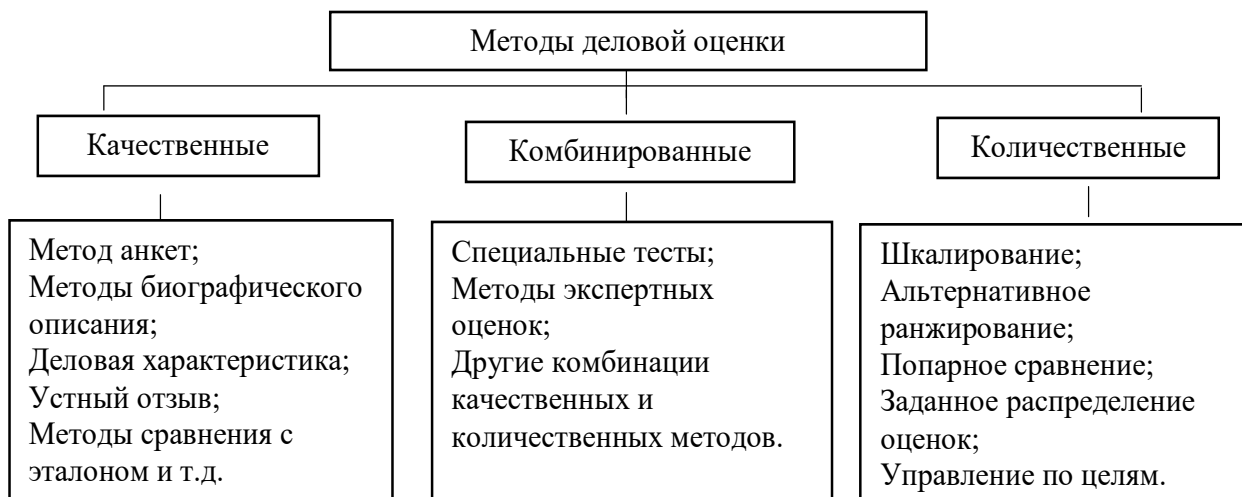 Методы деловой оценки
Качественные
Комбинированные
Количественные
Метод анкет;
Методы биографического
описания;
Деловая характеристика;
Устный отзыв;
Методы сравнения с
эталоном и т.д.
Специальные тесты;
Методы экспертных
оценок;
Другие комбинации
качественных и
количественных методов.
Шкалирование;
Альтернативное
ранжирование;
Попарное сравнение;
Заданное распределение
оценок;
Управление по целям.